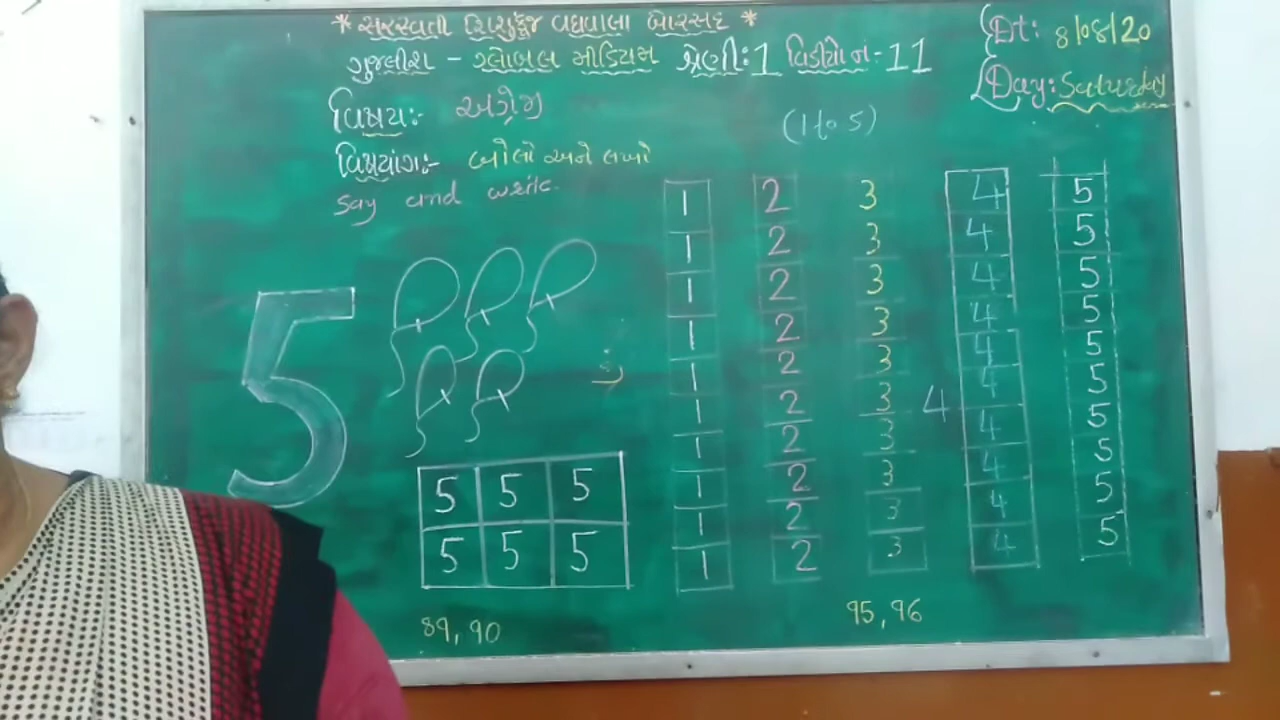 * સરસ્વતી શિશુકુંજ વઘવાલા બોરસદ *
ગુજલીશ - ગ્લોબલ મીડિયમ શ્રેણી:1 વિડીયો નં-11
Dt: 8/08/20
Day: Saturday
વિષય:- અંગ્રેજી
(1 to 5)
વિષયાંગ:- બોલો અને લખો
say and write
5
1 2 3 4 5
1 2 3 4 5
1 2 3 4 5
1 2 3 4 5
1 2 3 4 5
1 2 3 4 5
1 2 3 4 5
1 2 3 4 5
1 2 3 4 5
1 2 3 4 5
4
5 5 5
5 5 5
89, 90
95, 96